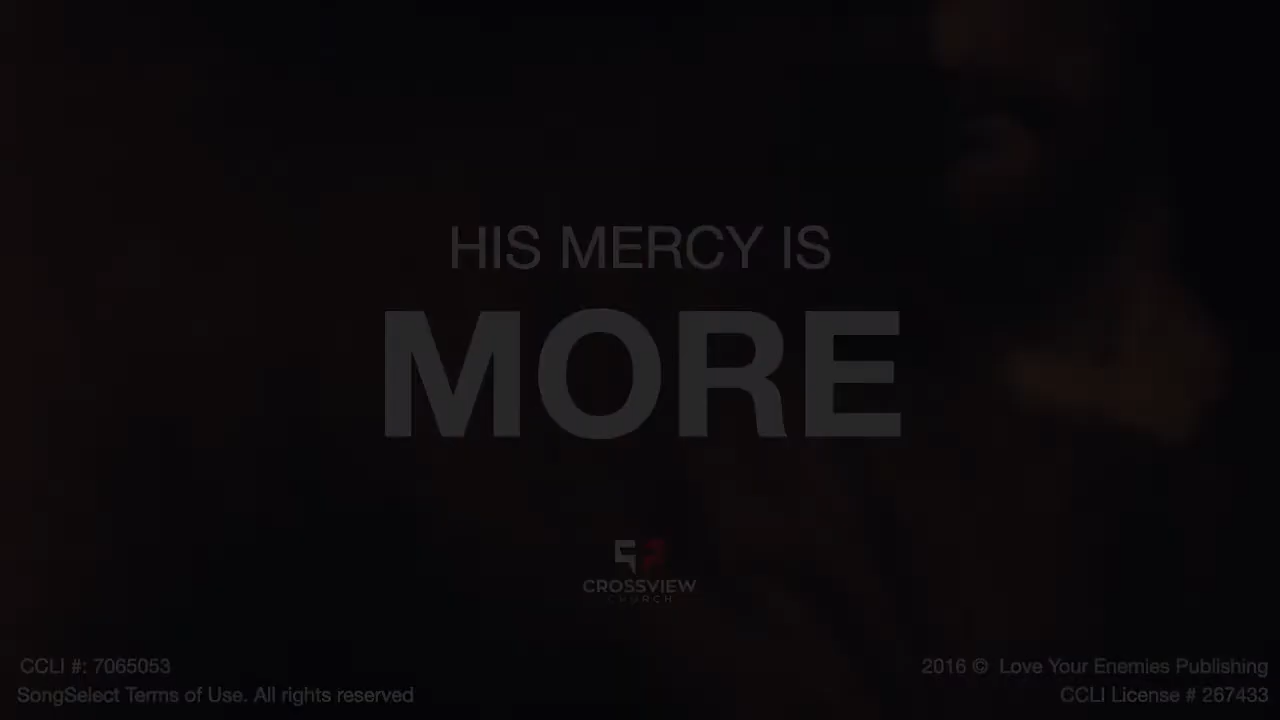 HIS MERCY IS
MORE
CROSSVIEW
CHURCH
CCLI #: 7065053
SongSelect Terms of Use. All rights reserved
2016 © Love Your Enemies Publishing
CCLI License # 267433